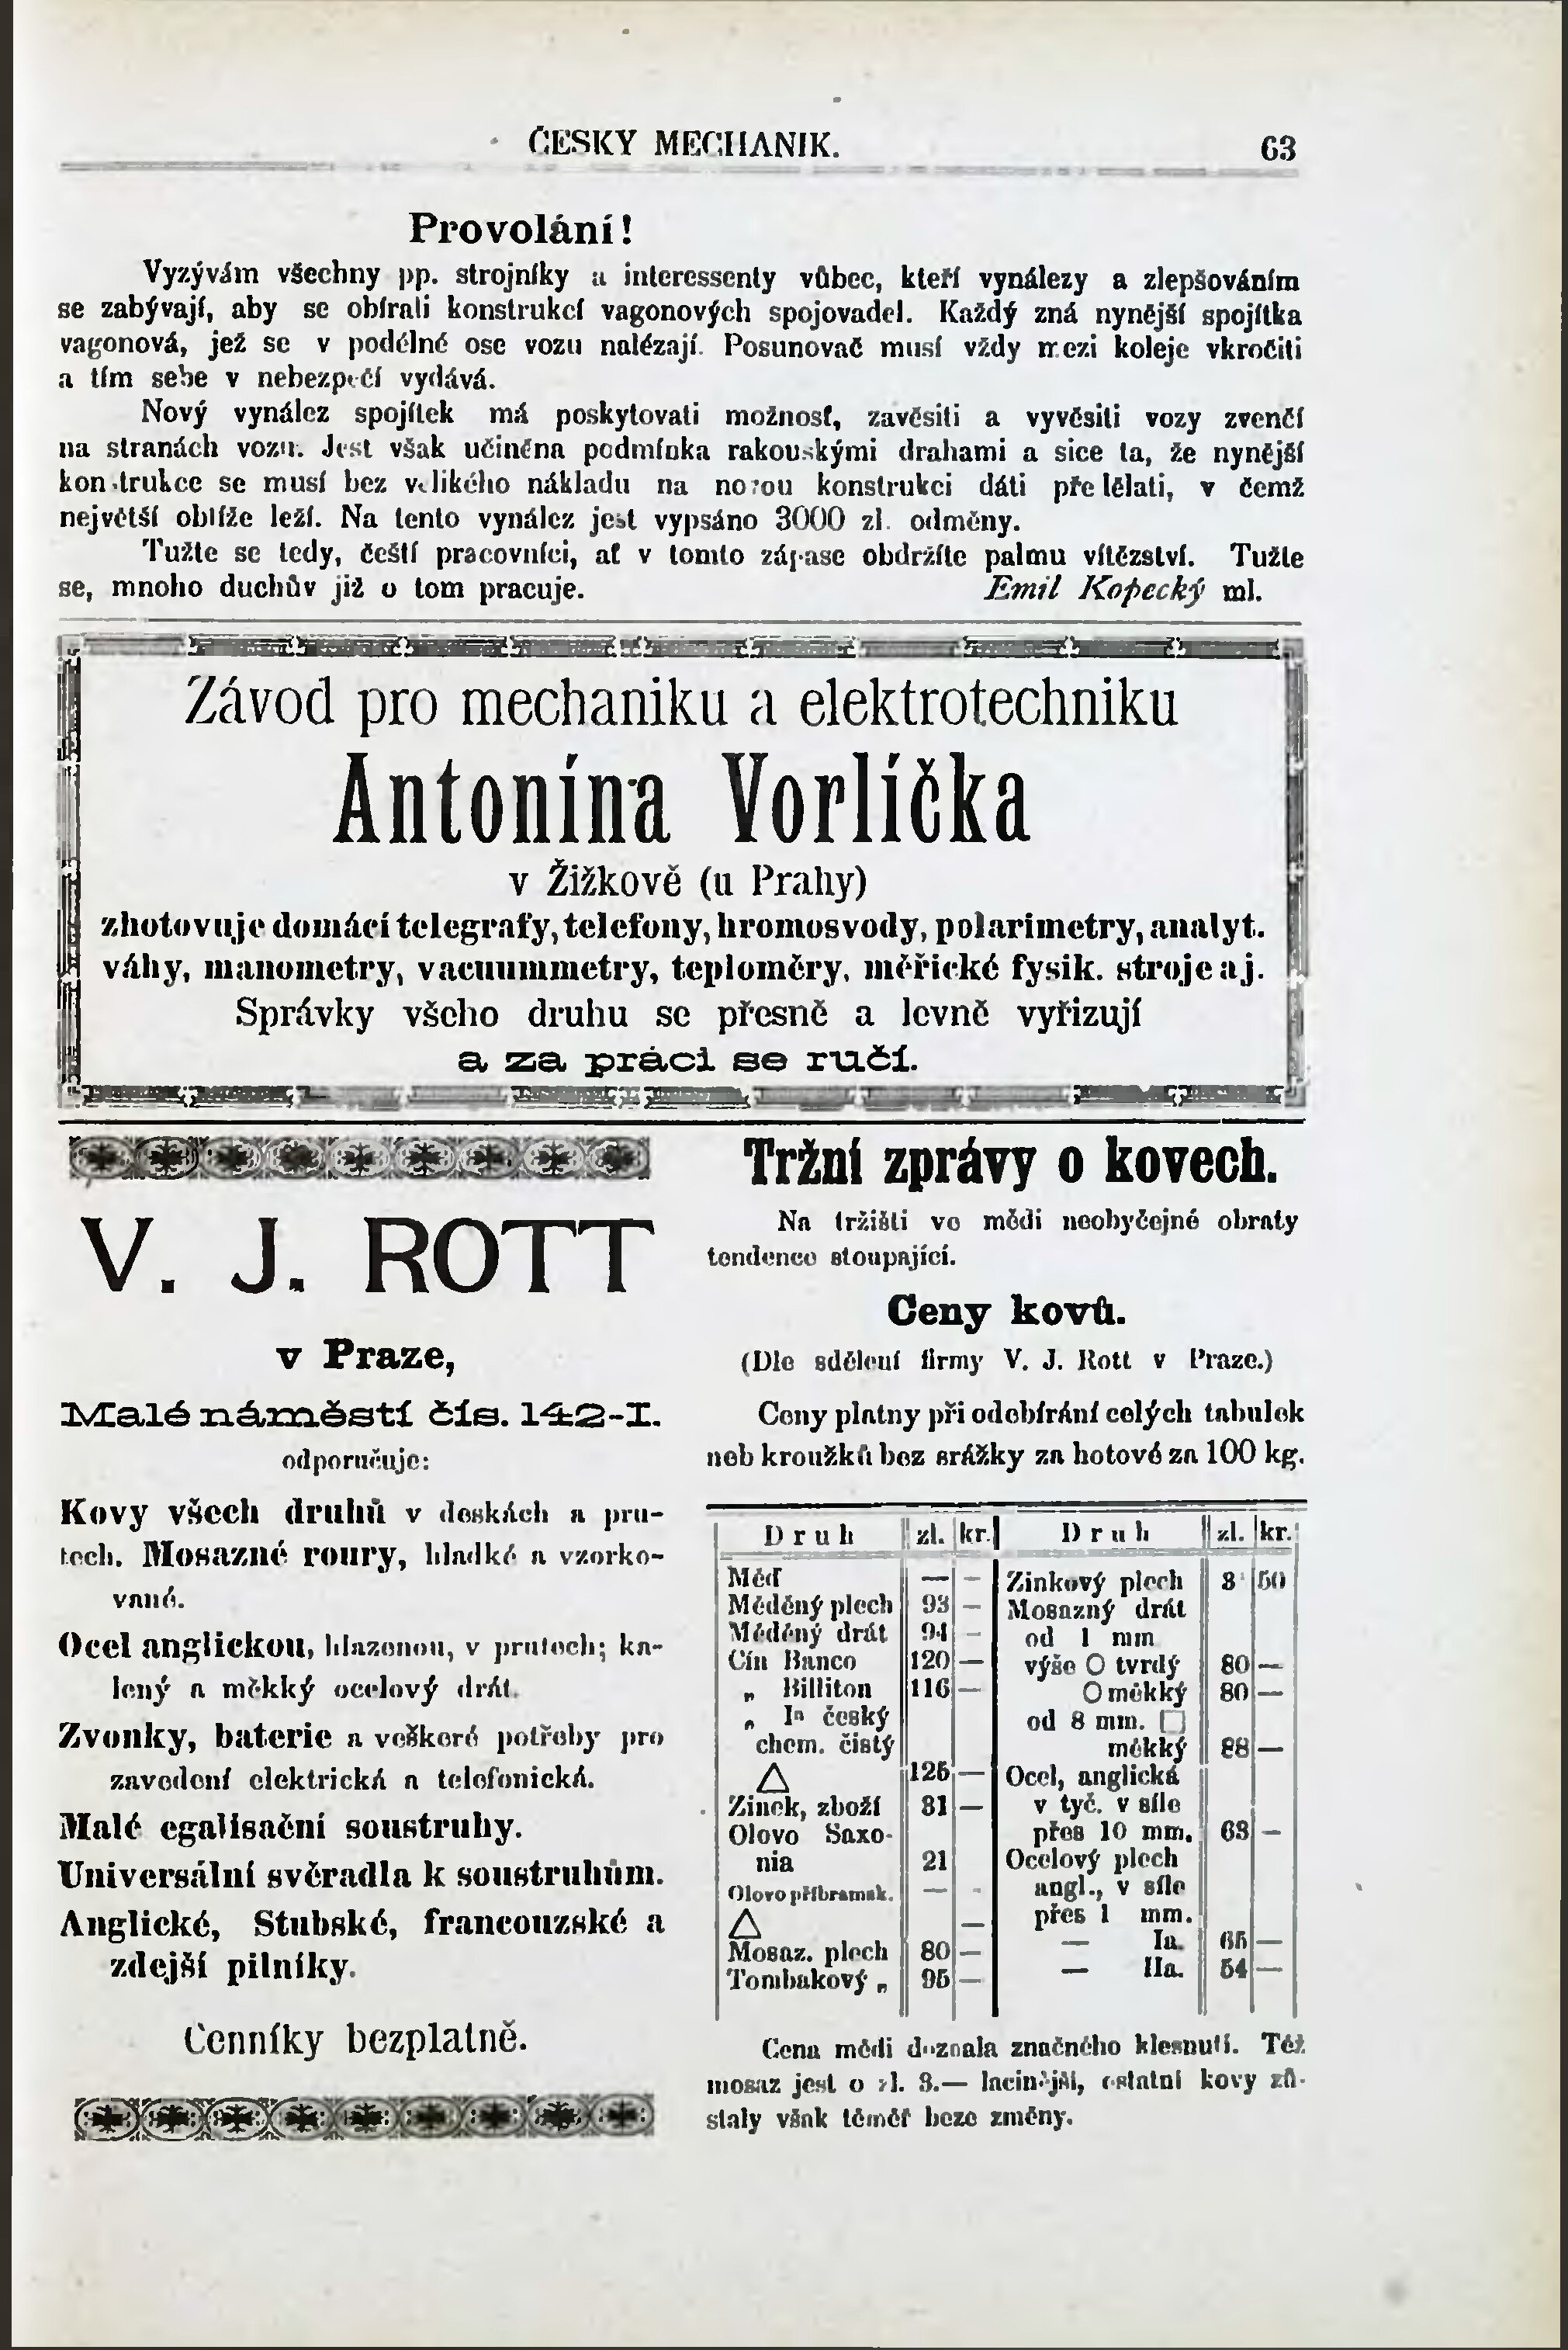 ČESKY MECHANIK.
63
Provolání!
Vyzývám všechny pp. strojníky a interessenty vůbec, kteří vynálezy a zlepšováním
se zabývají, aby se obírali konstrukcí vagonových spojovadel. Každý zná nynější spojítka
vagonová, jež se v podélné ose vozu nalézají. Posunovač musí vždy mezi koleje vkročiti
a tím sebe v nebezpečí vydává.
Nový vynález spojítek má poskytovati možnosť, zavěsiti a vyvěsiti vozy zvenčí
na stranách vozu. Jest však učiněna podmínka rakouskými drahami a sice ta, že nynější
konstrukce se musí bez velikého nákladu na novou konstrukci dáti předělati, v čemž
největší obtíže leží. Na tento vynález jest vypsáno 3000 zl. odměny.
Tužte se tedy, čeští pracovníci, ať v tomto zápase obdržíte palmu vítězství. Tužte
se, mnoho duchův již o tom pracuje.
Emil Kopecký ml.
Závod pro mechaniku a elektrotechniku
Antonína Vorlíčka
v Žižkově (u Prahy)
zhotovuje domácí telegrafy, telefony, hromosvody, polarimetry, analyt.
váhy, manometry, vacuummetry, teploměry, měřické fysik. stroje a j.
Správky všeho druhu se přesně a levně vyřizují
a za práci se ručí.
V. J. ROTT
v Praze,
Malé náměstí čís. 142-I.
odporučuje:
Kovy všech druhů v deskách a pru-
tech. Mosazné roury, hladké a vzorko-
vané.
Ocel anglickou, hlazenou, v prutech; ka-
lený a měkký ocelový drát.
Zvonky, baterie a veškeré potřeby pro
zavedení elektrická a telefonická.
Malé egalisační soustruhy.
Universální svěradla k soustruhům.
Anglické, Stubské, francouzské a
zdejší pilníky.
Cenníky bezplatně.
Tržní zprávy o kovech.
Na tržišti ve mědi neobyčejné obraty
tendence stoupající.
Ceny kovů.
(Dle sdělení firmy V. J. Rott v Praze.)
Ceny platny při odebírání celých tabulek
neb kroužků bez srážky za hotové za 100 kg.
Druh zl. kr.
Měď — —
Měděný plech 93 —
Měděný drát 94 —
Cín Banco 120 —
„ Billiton 116 —
„ Iª český
chem. čistý
△ 125 —
Zinek, zboží 31 —
Olovo Saxo-
nia 21
Olovo příbramsk. — -
△ —
Mosaz. plech 80 —
Tombakový „ 95 —
Druh zl. kr.
Zinkový plech 3 50
Mosazný drát
od 1 mm
výše O tvrdý 80 —
O měkký 80 —
od 8 mm. □
měkký 88 —
Ocel, anglická
v tyč. v síle
přes 10 mm. 63 —
Ocelový plech
angl., v síle
přes 1 mm.
— Ia. 65 —
— IIa. 54 —
Cena mědi doznala značného klesnutí. Též
mosaz jest o zl. 3.— lacinější, ostatní kovy zů-
staly však téměř beze změny.